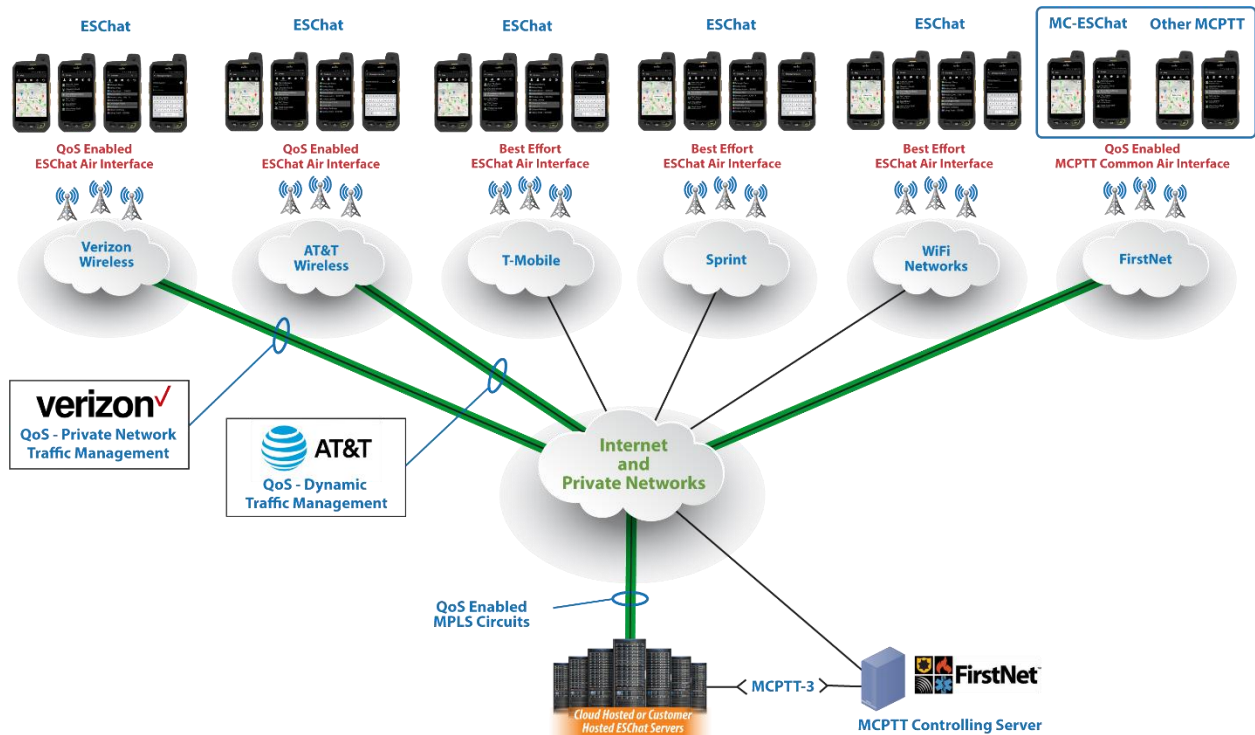 ESChat
ESChat
ESChat
ESChat
ESChat
MC-ESChat
Other MCPTT
QoS Enabled
ESChat Air Interface
QoS Enabled
ESChat Air Interface
Best Effort
ESChat Air Interface
Best Effort
ESChat Air Interface
Best Effort
ESChat Air Interface
QoS Enabled
MCPTT Common Air Interface
Verizon
Wireless
AT&T
Wireless
T-Mobile
Sprint
WiFi
Networks
FirstNet
verizon
QoS - Private Network
Traffic Management
AT&T
QoS - Dynamic
Traffic Management
Internet
and
Private Networks
QoS Enabled
MPLS Circuits
MCPTT-3
FirstNet™
Cloud Hosted or Customer
Hosted ESChat Servers
MCPTT Controlling Server